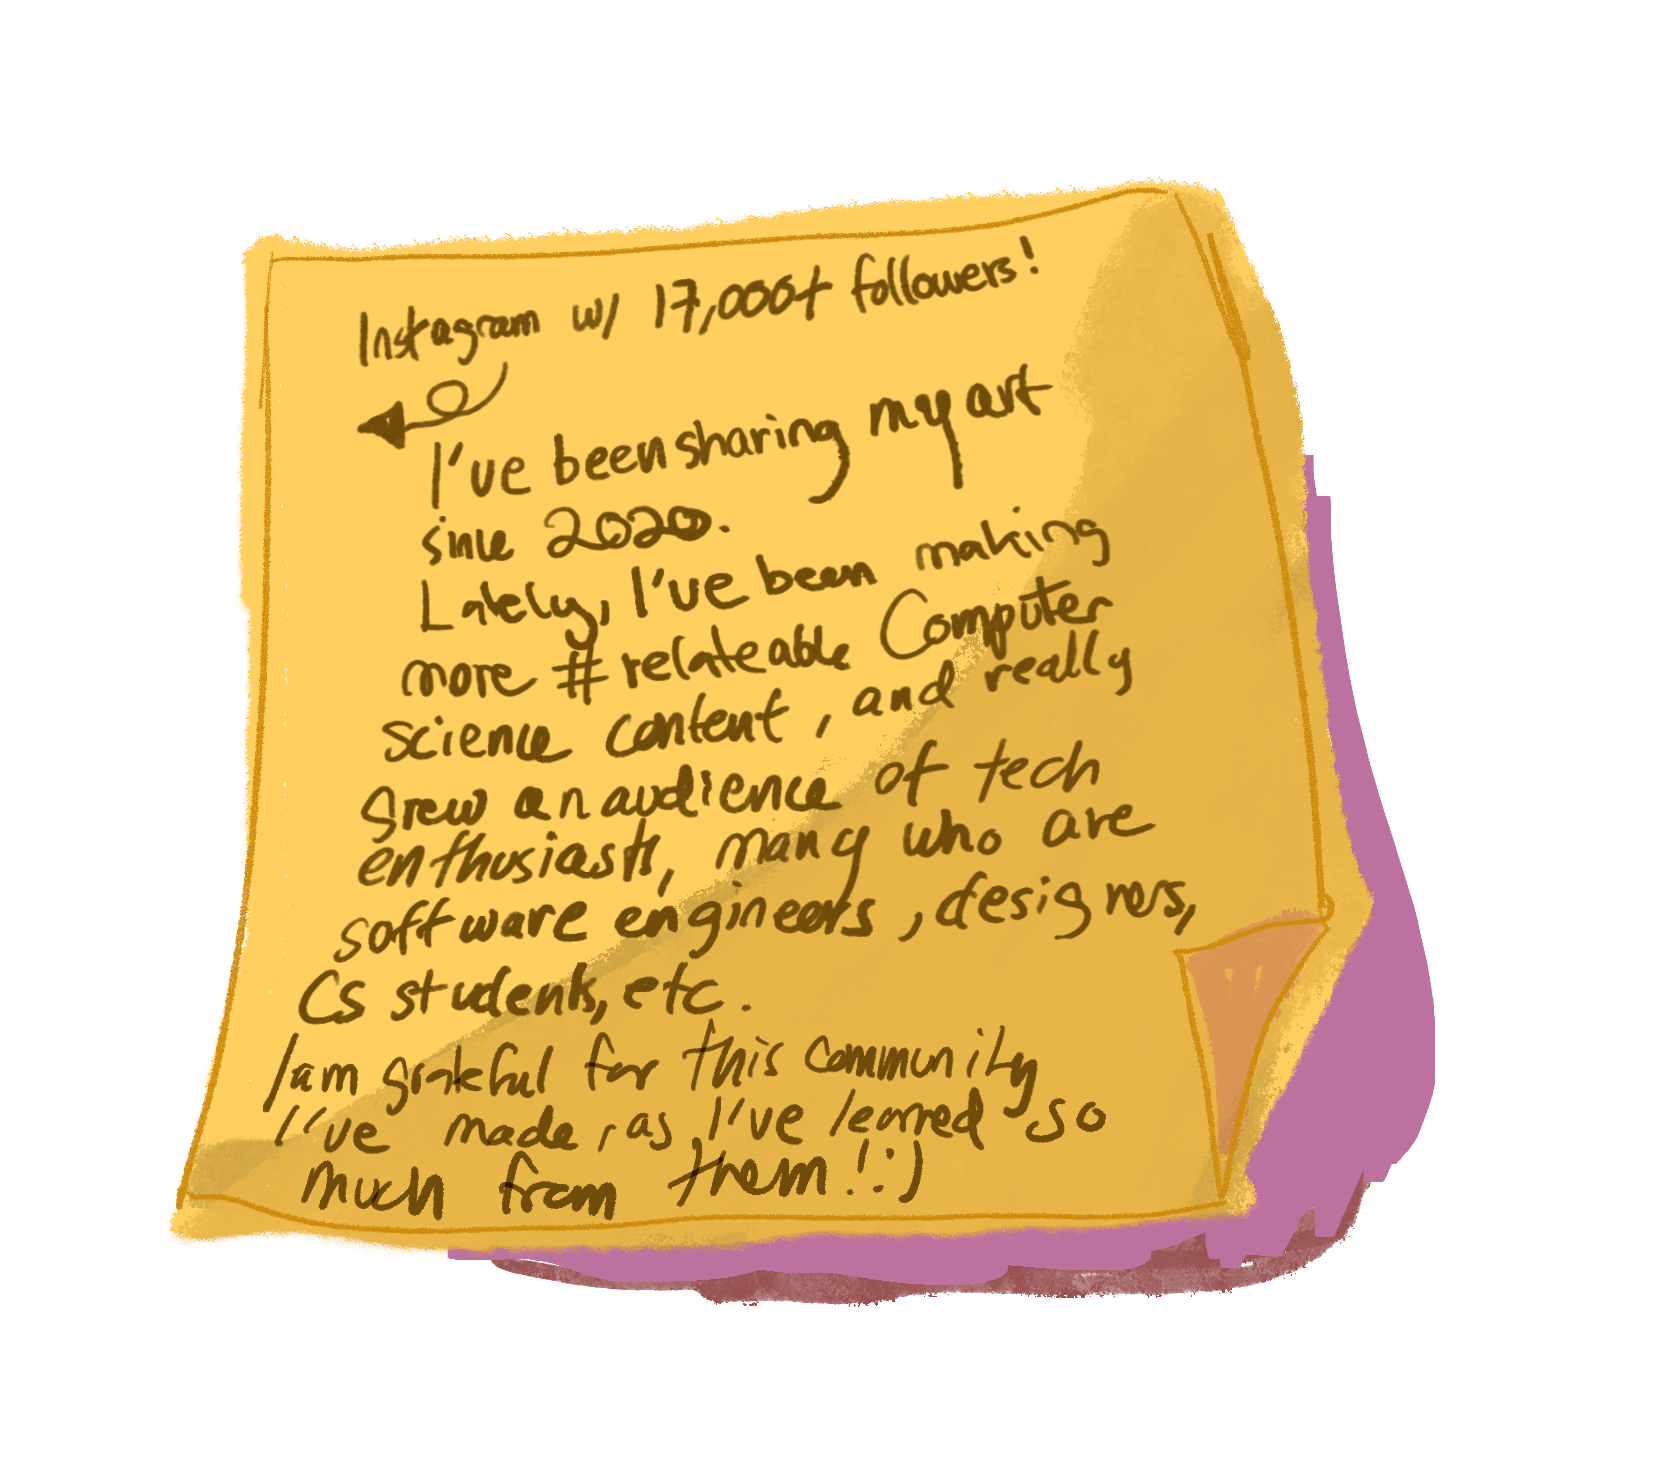 Instagram w/ 17,000+ followers!
I've been sharing my art
since 2020.
Lately, I've been making
more #relateable Computer
science content, and really
grew an audience of tech
enthusiasts, many who are
software engineers, designers,
CS students, etc.
I am grateful for this community
I've made, as I've learned so
much from them! :)